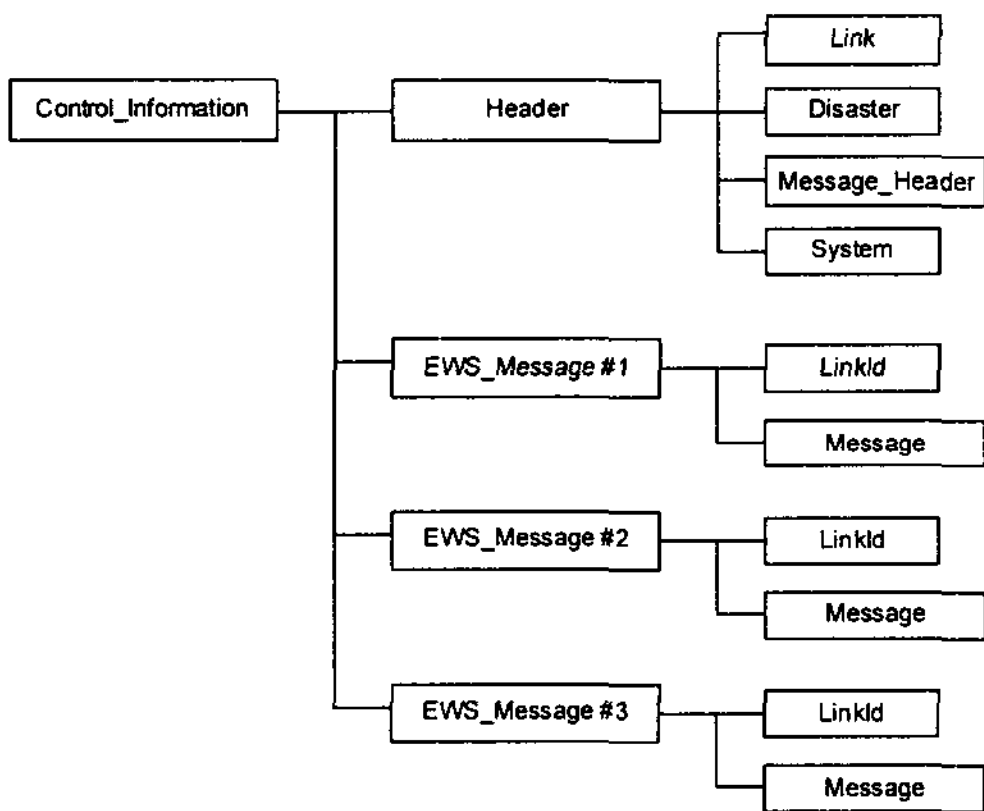 Link
Control_Information
Header
Disaster
Message_Header
System
EWS_Message #1
LinkId
Message
EWS_Message #2
LinkId
Message
EWS_Message #3
LinkId
Message